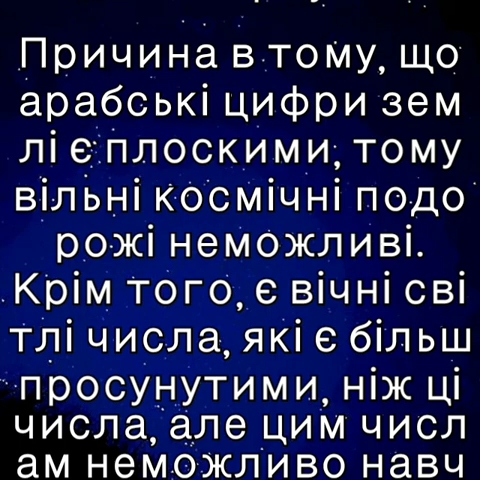 Причина в тому, що
арабські цифри зем
лі є плоскими, тому
вільні космічні подо
рожі неможливі.
Крім того, є вічні сві
тлі числа, які є більш
просунутими, ніж ці
числа, але цим числ
ам неможливо навч